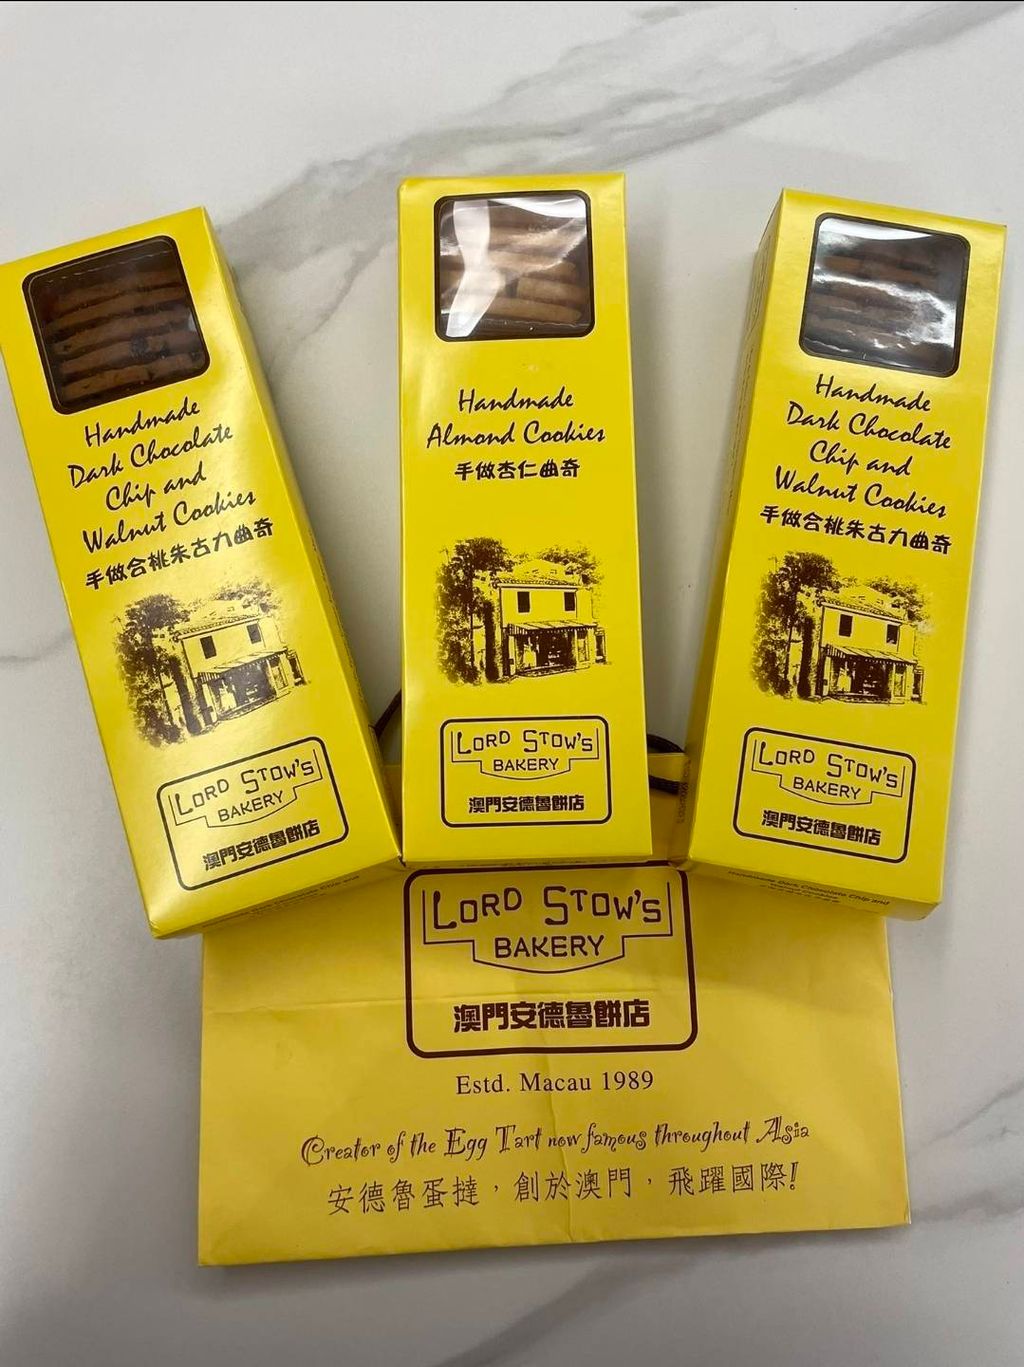 Handmade
Dark Chocolate
Chip and
Walnut Cookies
手做合桃朱古力曲奇
LORD STOW'S
BAKERY
澳門安德魯餅店
Handmade
Almond Cookies
手做杏仁曲奇
LORD STOW'S
BAKERY
澳門安德魯餅店
Handmade
Dark Chocolate
Chip and
Walnut Cookies
手做合桃朱古力曲奇
LORD STOW'S
BAKERY
澳門安德魯餅店
Handmade Dark Chocolate Chip and
LORD STOW'S
BAKERY
澳門安德魯餅店
Estd. Macau 1989
Creator of the Egg Tart now famous throughout Asia
安德魯蛋撻，創於澳門，飛躍國際!